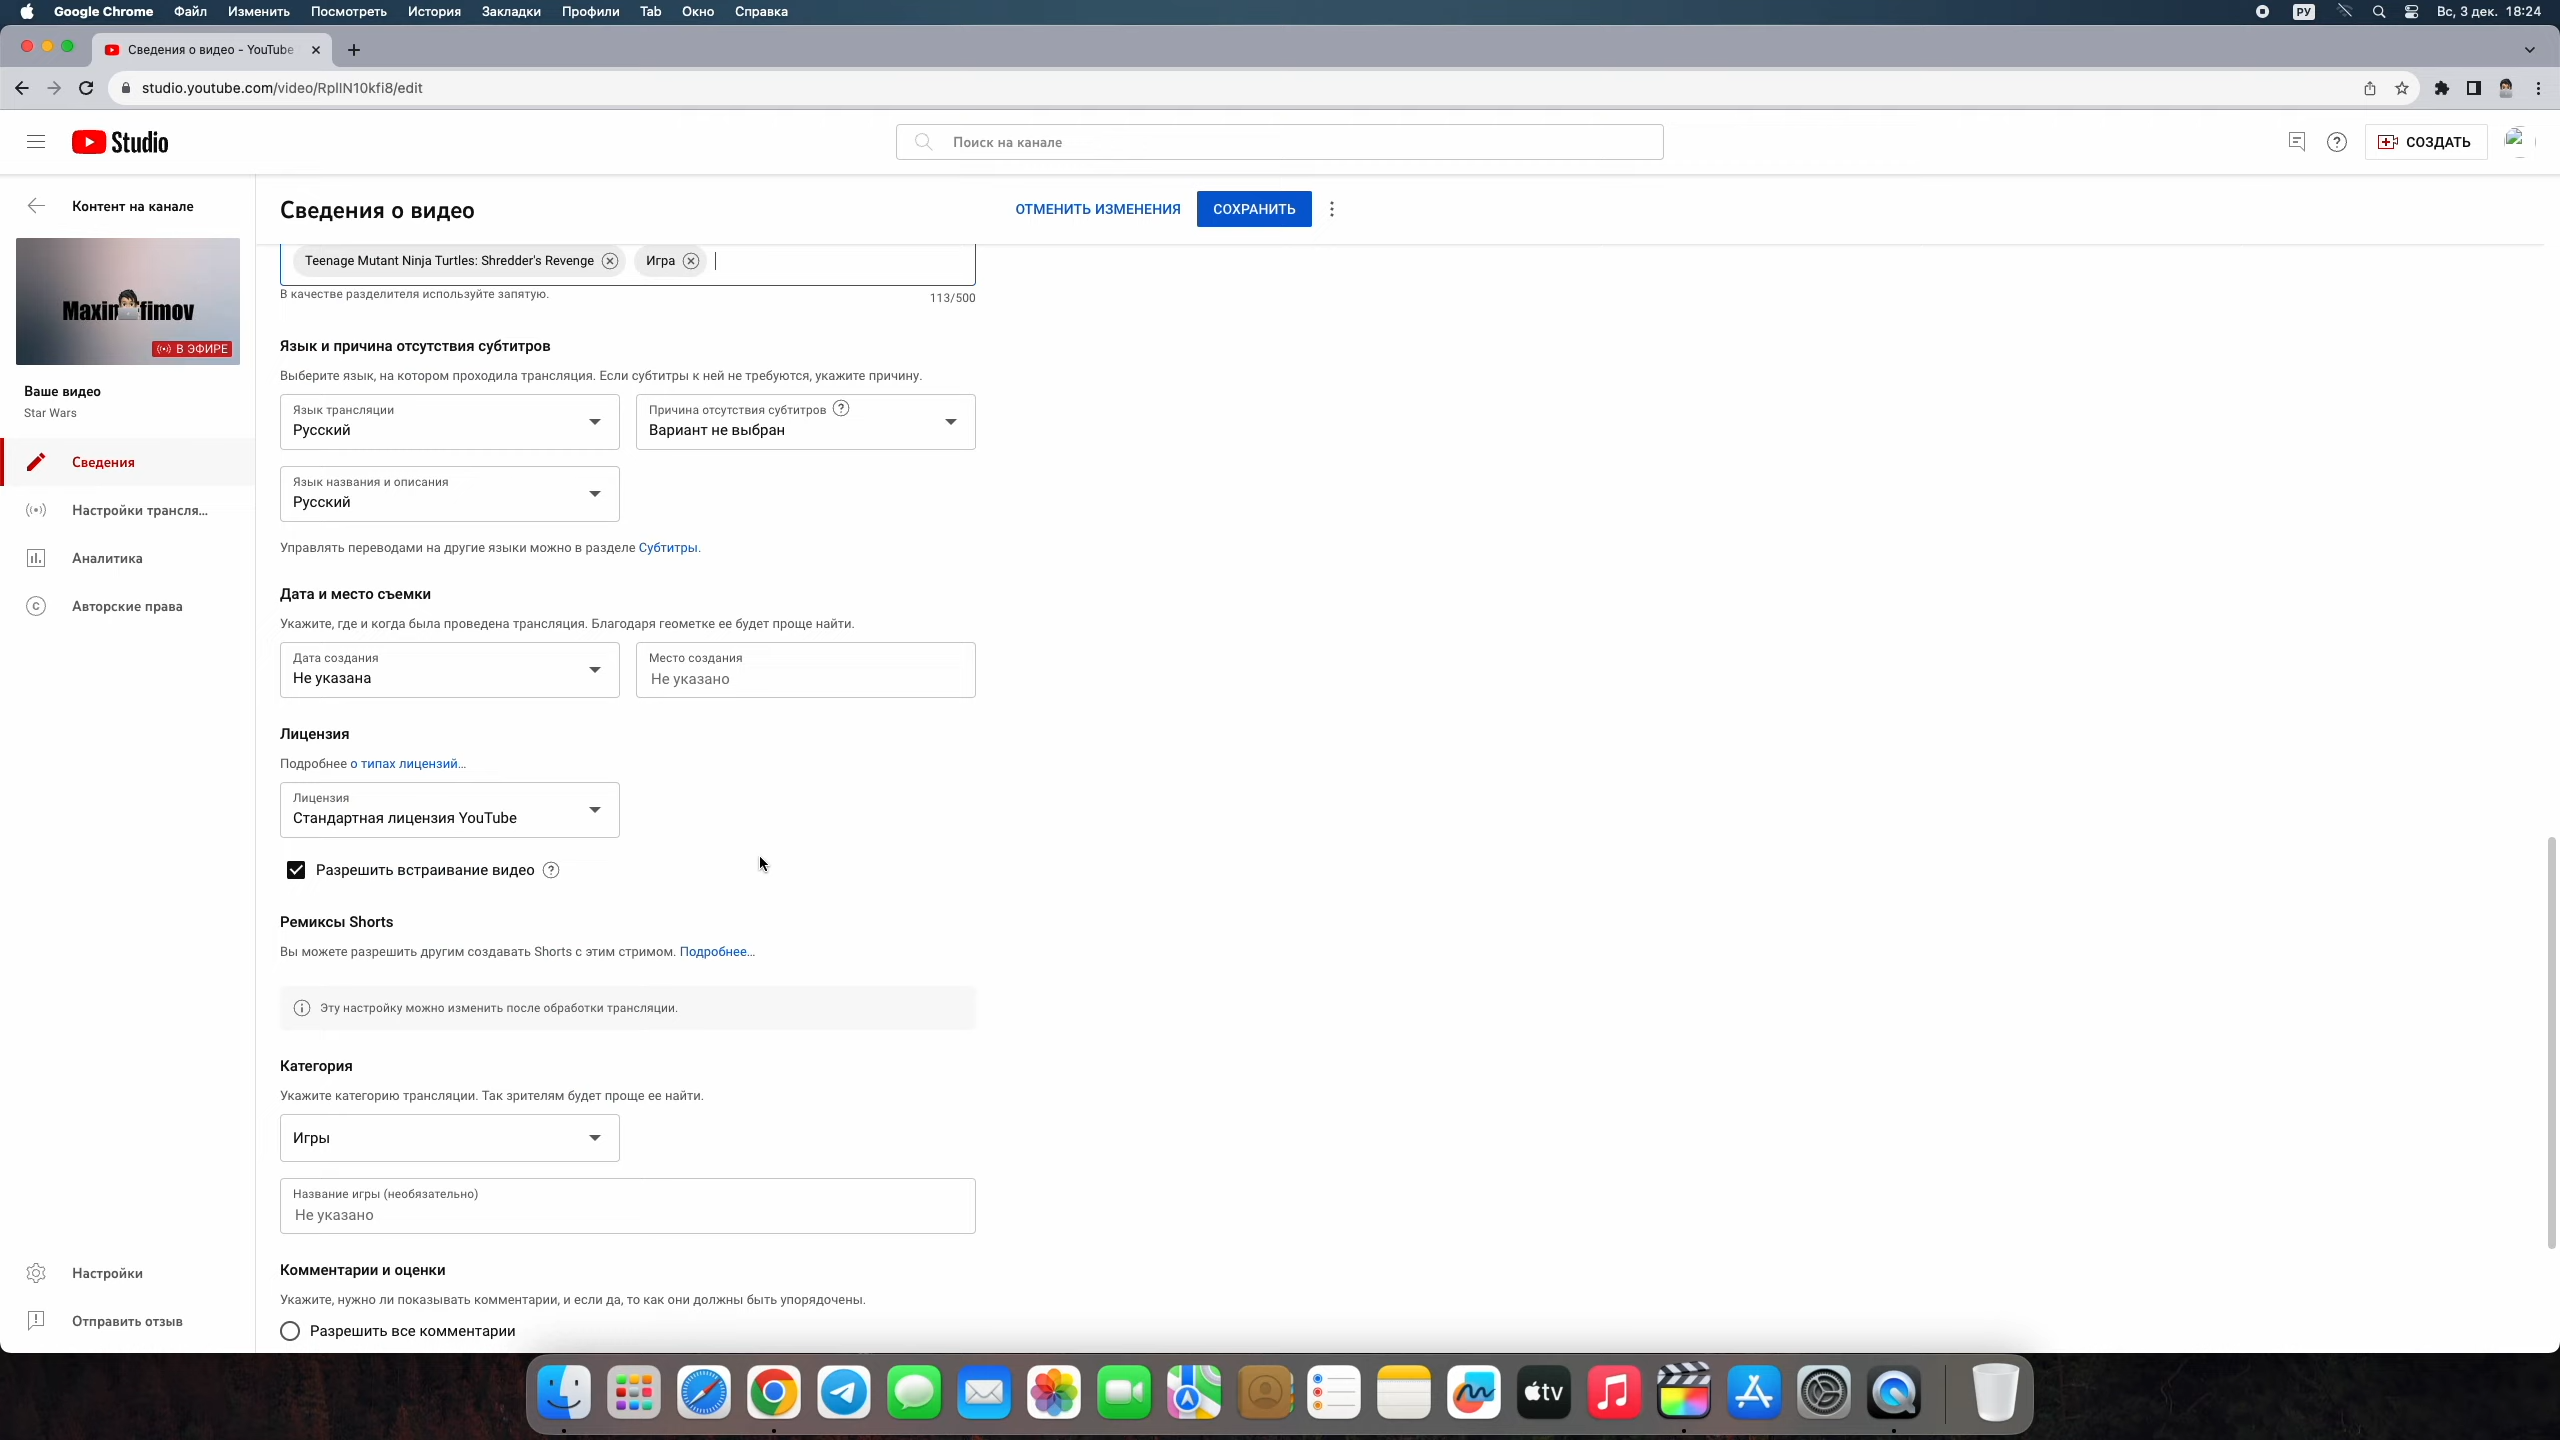 Google Chrome Файл Изменить Посмотреть История Закладки Профили Tab Окно Справка РУ Вс, 3 дек. 18:24
Сведения о видео - YouTube
studio.youtube.com/video/RplIN10kfi8/edit
Studio Поиск на канале СОЗДАТЬ
Контент на канале
Сведения о видео ОТМЕНИТЬ ИЗМЕНЕНИЯ СОХРАНИТЬ
Teenage Mutant Ninja Turtles: Shredder's Revenge Игра
В качестве разделителя используйте запятую. 113/500
В ЭФИРЕ
Ваше видео
Star Wars
Сведения
Настройки трансля...
Аналитика
Авторские права
Настройки
Отправить отзыв
Язык и причина отсутствия субтитров
Выберите язык, на котором проходила трансляция. Если субтитры к ней не требуются, укажите причину.
Язык трансляции
Русский
Причина отсутствия субтитров
Вариант не выбран
Язык названия и описания
Русский
Управлять переводами на другие языки можно в разделе Субтитры.
Дата и место съемки
Укажите, где и когда была проведена трансляция. Благодаря геометке ее будет проще найти.
Дата создания
Не указана
Место создания
Не указано
Лицензия
Подробнее о типах лицензий…
Лицензия
Стандартная лицензия YouTube
Разрешить встраивание видео
Ремиксы Shorts
Вы можете разрешить другим создавать Shorts с этим стримом. Подробнее…
Эту настройку можно изменить после обработки трансляции.
Категория
Укажите категорию трансляции. Так зрителям будет проще ее найти.
Игры
Название игры (необязательно)
Не указано
Комментарии и оценки
Укажите, нужно ли показывать комментарии, и если да, то как они должны быть упорядочены.
Разрешить все комментарии
tv